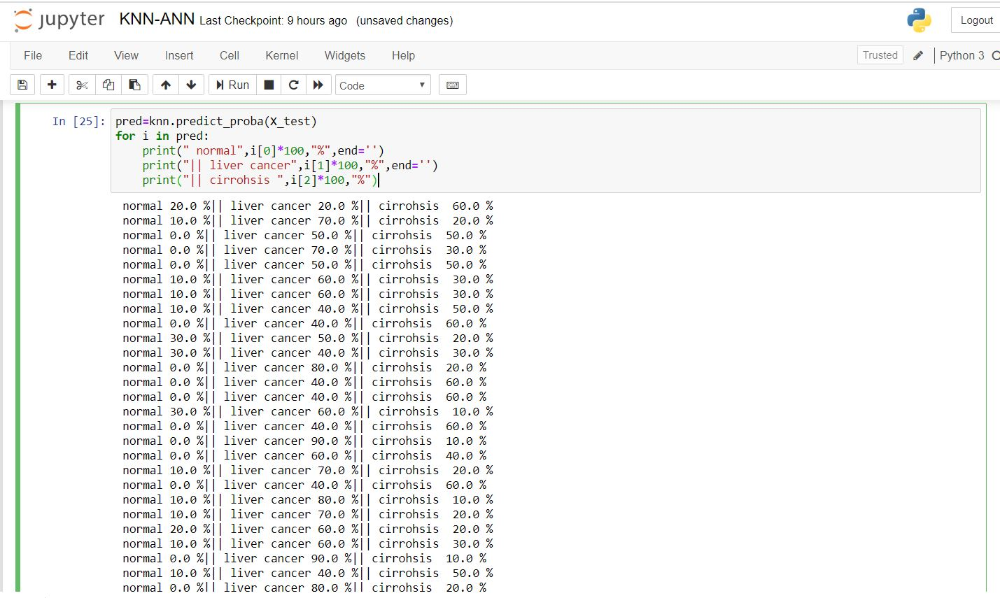 jupyter KNN-ANN Last Checkpoint: 9 hours ago (unsaved changes) Logout
File Edit View Insert Cell Kernel Widgets Help Trusted Python 3
Run Code
In [25]: pred=knn.predict_proba(X_test)
for i in pred:
    print(" normal",i[0]*100,"%",end='')
    print("|| liver cancer",i[1]*100,"%",end='')
    print("|| cirrohsis ",i[2]*100,"%")
normal 20.0 %|| liver cancer 20.0 %|| cirrohsis  60.0 %
normal 10.0 %|| liver cancer 70.0 %|| cirrohsis  20.0 %
normal 0.0 %|| liver cancer 50.0 %|| cirrohsis  50.0 %
normal 0.0 %|| liver cancer 70.0 %|| cirrohsis  30.0 %
normal 0.0 %|| liver cancer 50.0 %|| cirrohsis  50.0 %
normal 10.0 %|| liver cancer 60.0 %|| cirrohsis  30.0 %
normal 10.0 %|| liver cancer 60.0 %|| cirrohsis  30.0 %
normal 10.0 %|| liver cancer 40.0 %|| cirrohsis  50.0 %
normal 0.0 %|| liver cancer 40.0 %|| cirrohsis  60.0 %
normal 30.0 %|| liver cancer 50.0 %|| cirrohsis  20.0 %
normal 30.0 %|| liver cancer 40.0 %|| cirrohsis  30.0 %
normal 0.0 %|| liver cancer 80.0 %|| cirrohsis  20.0 %
normal 0.0 %|| liver cancer 40.0 %|| cirrohsis  60.0 %
normal 0.0 %|| liver cancer 40.0 %|| cirrohsis  60.0 %
normal 30.0 %|| liver cancer 60.0 %|| cirrohsis  10.0 %
normal 0.0 %|| liver cancer 40.0 %|| cirrohsis  60.0 %
normal 0.0 %|| liver cancer 90.0 %|| cirrohsis  10.0 %
normal 0.0 %|| liver cancer 60.0 %|| cirrohsis  40.0 %
normal 10.0 %|| liver cancer 70.0 %|| cirrohsis  20.0 %
normal 0.0 %|| liver cancer 40.0 %|| cirrohsis  60.0 %
normal 10.0 %|| liver cancer 80.0 %|| cirrohsis  10.0 %
normal 10.0 %|| liver cancer 70.0 %|| cirrohsis  20.0 %
normal 20.0 %|| liver cancer 60.0 %|| cirrohsis  20.0 %
normal 10.0 %|| liver cancer 60.0 %|| cirrohsis  30.0 %
normal 0.0 %|| liver cancer 90.0 %|| cirrohsis  10.0 %
normal 10.0 %|| liver cancer 40.0 %|| cirrohsis  50.0 %
normal 0.0 %|| liver cancer 80.0 %|| cirrohsis  20.0 %